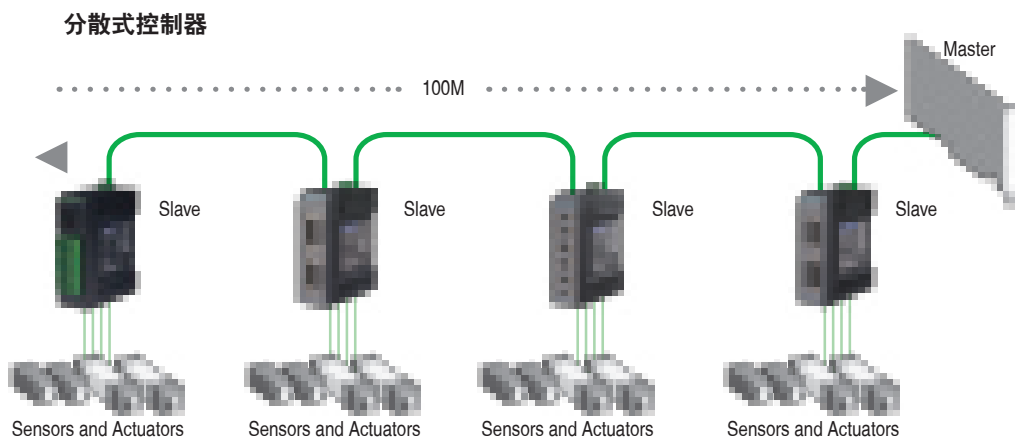 分散式控制器
Master
100M
Slave
Slave
Slave
Slave
Sensors and Actuators
Sensors and Actuators
Sensors and Actuators
Sensors and Actuators